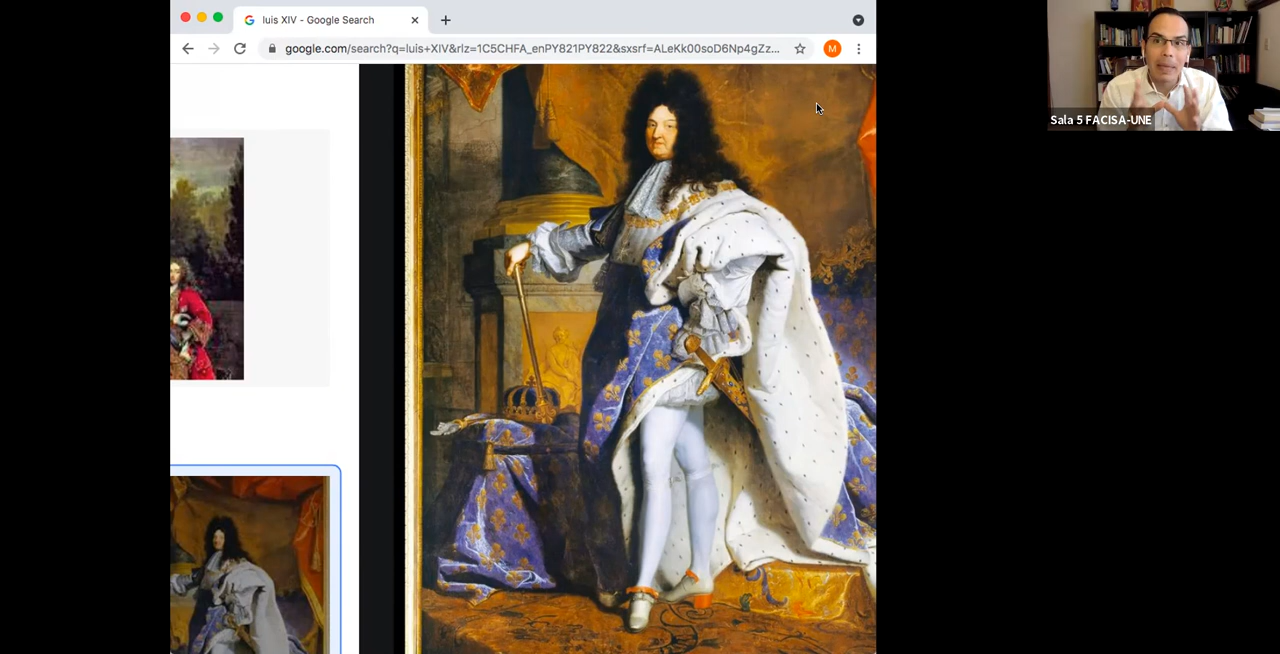 luis XIV - Google Search
google.com/search?q=luis+XIV&rlz=1C5CHFA_enPY821PY822&sxsrf=ALeKk00soD6Np4gZz...
M
Sala 5 FACISA-UNE